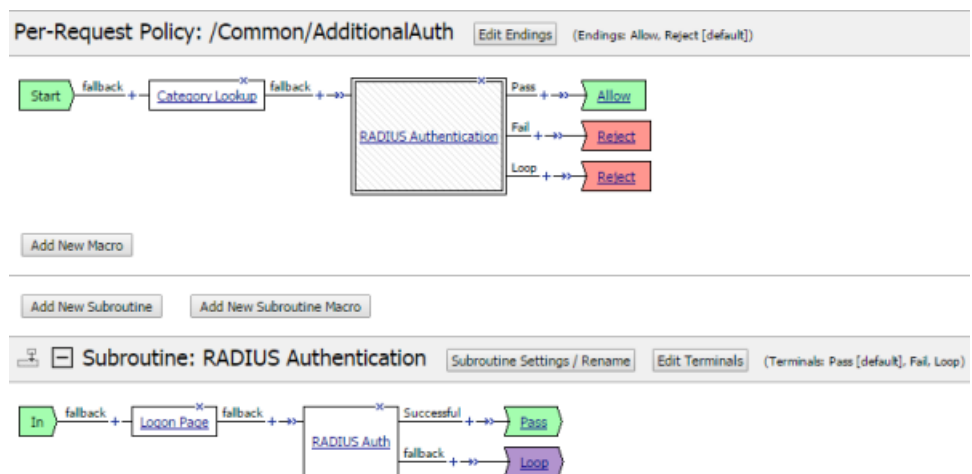 Per-Request Policy: /Common/AdditionalAuth Edit Endings (Endings: Allow, Reject [default])
Start fallback + Category Lookup × fallback + RADIUS Authentication × Pass + Allow
Fail + Reject
Loop + Reject
Add New Macro
Add New Subroutine Add New Subroutine Macro
Subroutine: RADIUS Authentication Subroutine Settings / Rename Edit Terminals (Terminals: Pass [default], Fail, Loop)
In fallback + Logon Page × fallback + RADIUS Auth × Successful + Pass
fallback + Loop